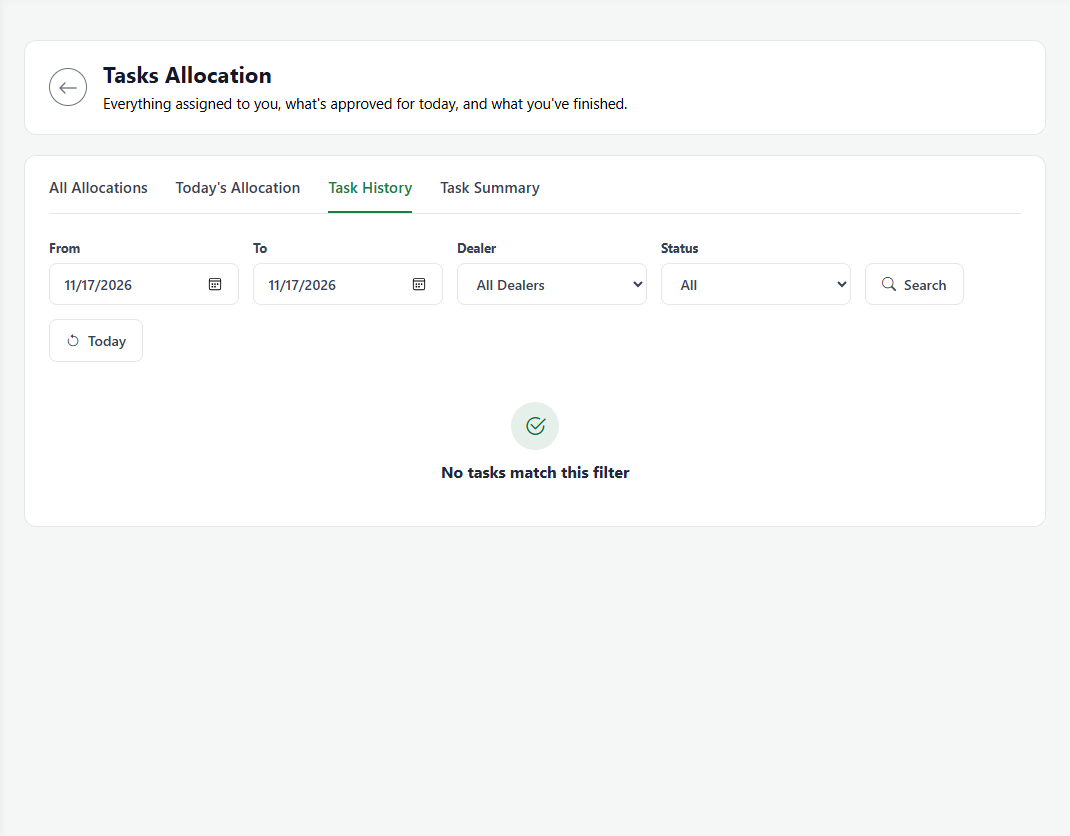 Tasks Allocation
Everything assigned to you, what's approved for today, and what you've finished.
All Allocations Today's Allocation Task History Task Summary
From To Dealer Status
11/17/2026 11/17/2026 All Dealers All Search
Today
No tasks match this filter